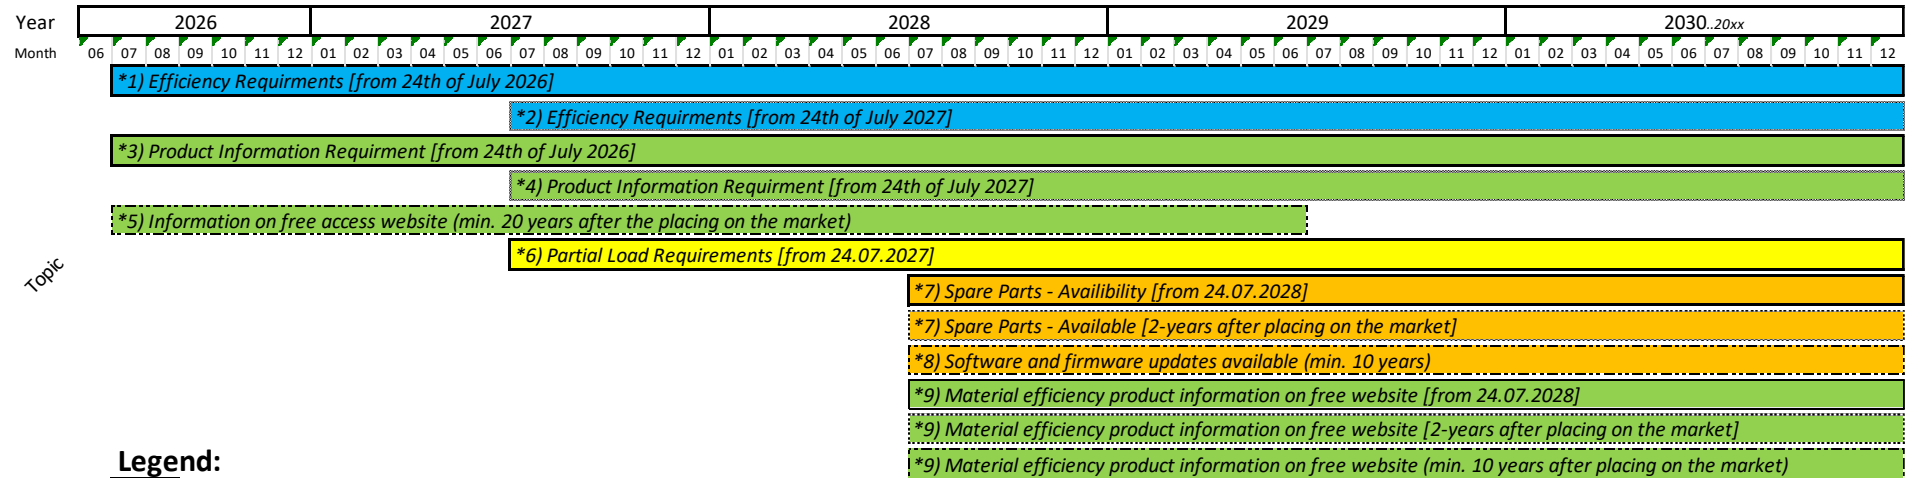 Year 2026 2027 2028 2029 2030..20xx
Month 06 07 08 09 10 11 12 01 02 03 04 05 06 07 08 09 10 11 12 01 02 03 04 05 06 07 08 09 10 11 12 01 02 03 04 05 06 07 08 09 10 11 12 01 02 03 04 05 06 07 08 09 10 11 12
*1) Efficiency Requirments [from 24th of July 2026]
*2) Efficiency Requirments [from 24th of July 2027]
*3) Product Information Requirment [from 24th of July 2026]
*4) Product Information Requirment [from 24th of July 2027]
*5) Information on free access website (min. 20 years after the placing on the market)
*6) Partial Load Requirements [from 24.07.2027]
Topic
*7) Spare Parts - Availibility [from 24.07.2028]
*7) Spare Parts - Available [2-years after placing on the market]
*8) Software and firmware updates available (min. 10 years)
*9) Material efficiency product information on free website [from 24.07.2028]
*9) Material efficiency product information on free website [2-years after placing on the market]
*9) Material efficiency product information on free website (min. 10 years after placing on the market)
Legend: